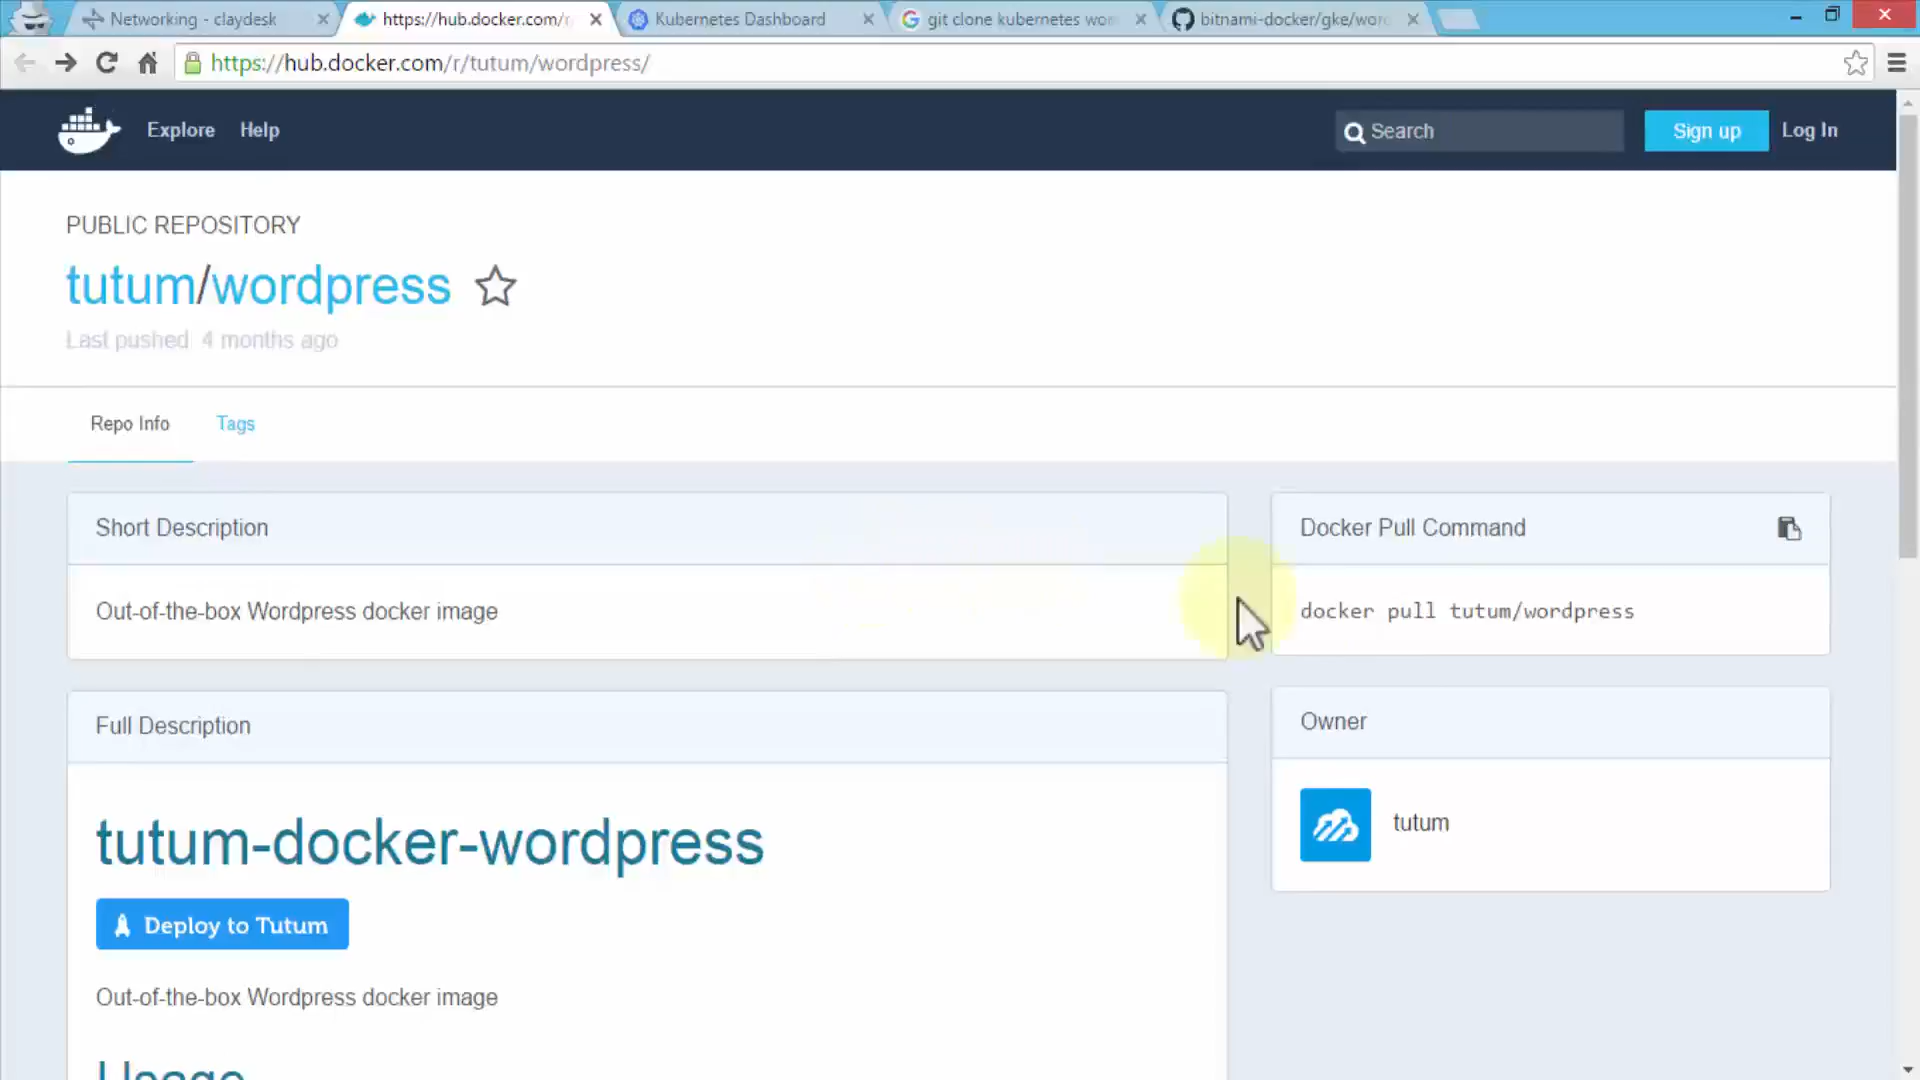 Networking - claydesk
https://hub.docker.com/r
Kubernetes Dashboard
git clone kubernetes wor
bitnami-docker/gke/word
https://hub.docker.com/r/tutum/wordpress/
Explore
Help
Search
Sign up
Log In
PUBLIC REPOSITORY
tutum/wordpress
Last pushed 4 months ago
Repo Info
Tags
Short Description
Out-of-the-box Wordpress docker image
Docker Pull Command
docker pull tutum/wordpress
Full Description
Owner
tutum
tutum-docker-wordpress
Deploy to Tutum
Out-of-the-box Wordpress docker image
Usage